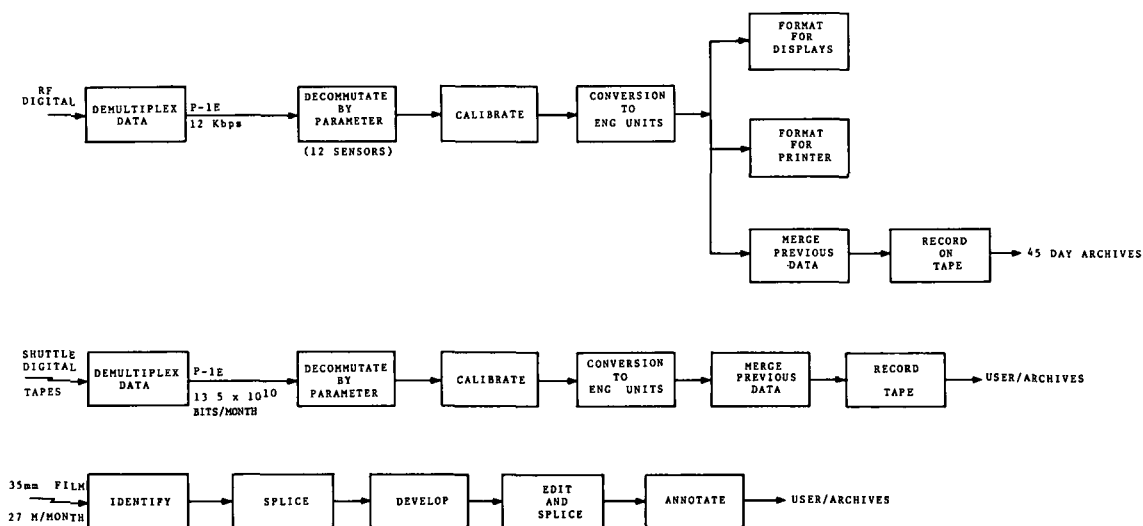 RF
DIGITAL
DEMULTIPLEX
DATA
P-1E
12 Kbps
DECOMMUTATE
BY
PARAMETER
(12 SENSORS)
CALIBRATE
CONVERSION
TO
ENG UNITS
FORMAT
FOR
DISPLAYS
FORMAT
FOR
PRINTER
MERGE
PREVIOUS
DATA
RECORD
ON
TAPE
45 DAY ARCHIVES
SHUTTLE
DIGITAL
TAPES
DEMULTIPLEX
DATA
P-1E
13 5 x 10^10
BITS/MONTH
DECOMMUTATE
BY
PARAMETER
CALIBRATE
CONVERSION
TO
ENG UNITS
MERGE
PREVIOUS
DATA
RECORD
TAPE
USER/ARCHIVES
35mm FILM
27 M/MONTH
IDENTIFY
SPLICE
DEVELOP
EDIT
AND
SPLICE
ANNOTATE
USER/ARCHIVES